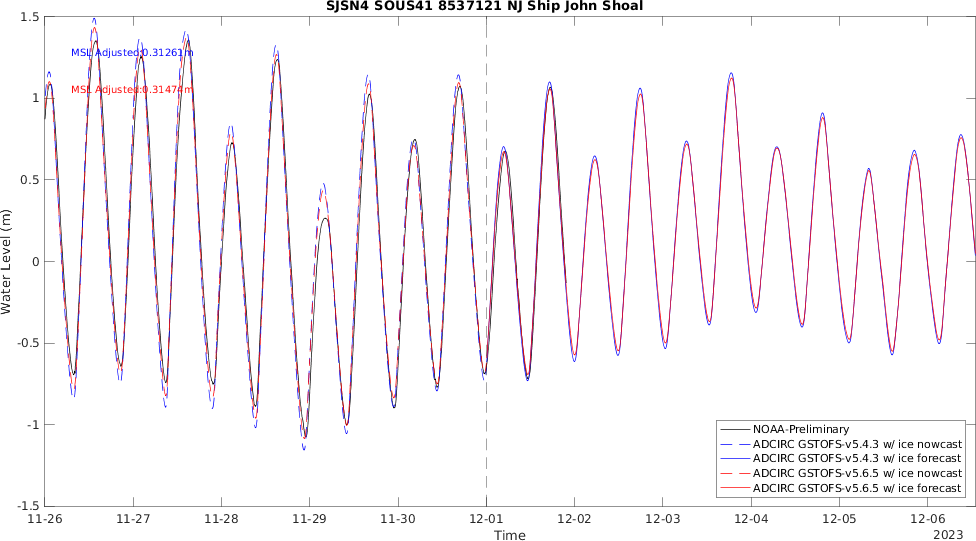 SJSN4 SOUS41 8537121 NJ Ship John Shoal
1.5
1
0.5
0
-0.5
-1
-1.5
Water Level (m)
MSL Adjusted:0.31261m
MSL Adjusted:0.31474m
NOAA-Preliminary
ADCIRC GSTOFS-v5.4.3 w/ ice nowcast
ADCIRC GSTOFS-v5.4.3 w/ ice forecast
ADCIRC GSTOFS-v5.6.5 w/ ice nowcast
ADCIRC GSTOFS-v5.6.5 w/ ice forecast
11-26 11-27 11-28 11-29 11-30 12-01 12-02 12-03 12-04 12-05 12-06
Time
2023